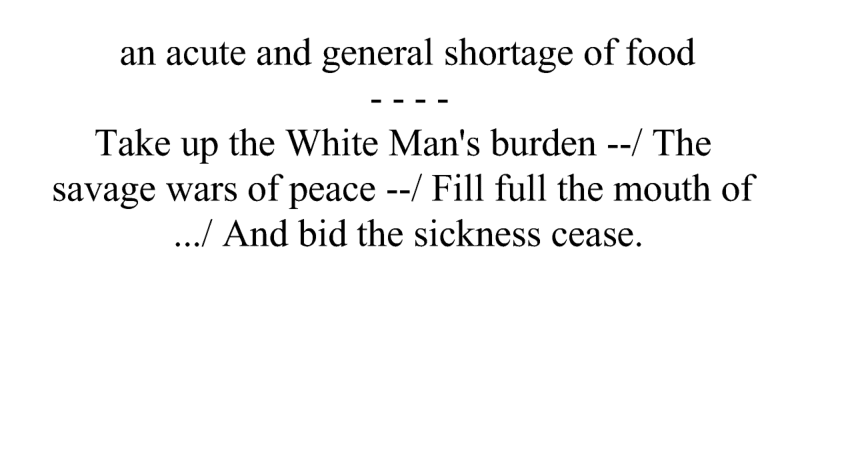 an acute and general shortage of food
- - - -
Take up the White Man's burden --/ The
savage wars of peace --/ Fill full the mouth of
.../ And bid the sickness cease.